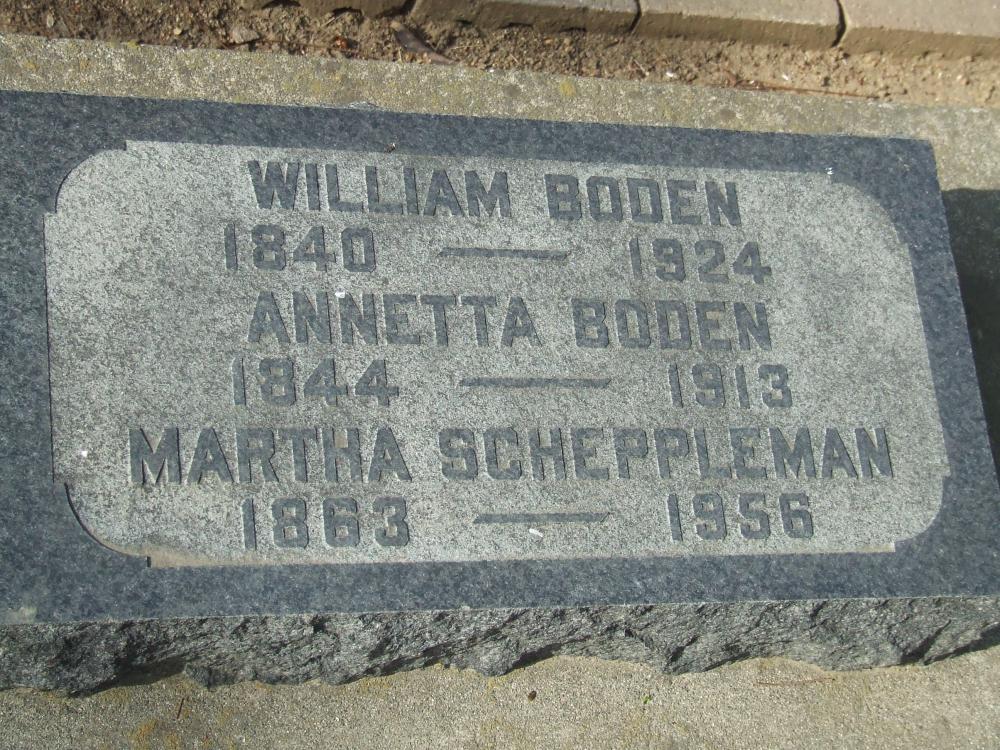 WILLIAM BODEN
1840 — 1924
ANNETTA BODEN
1844 — 1913
MARTHA SCHEPPLEMAN
1863 — 1956